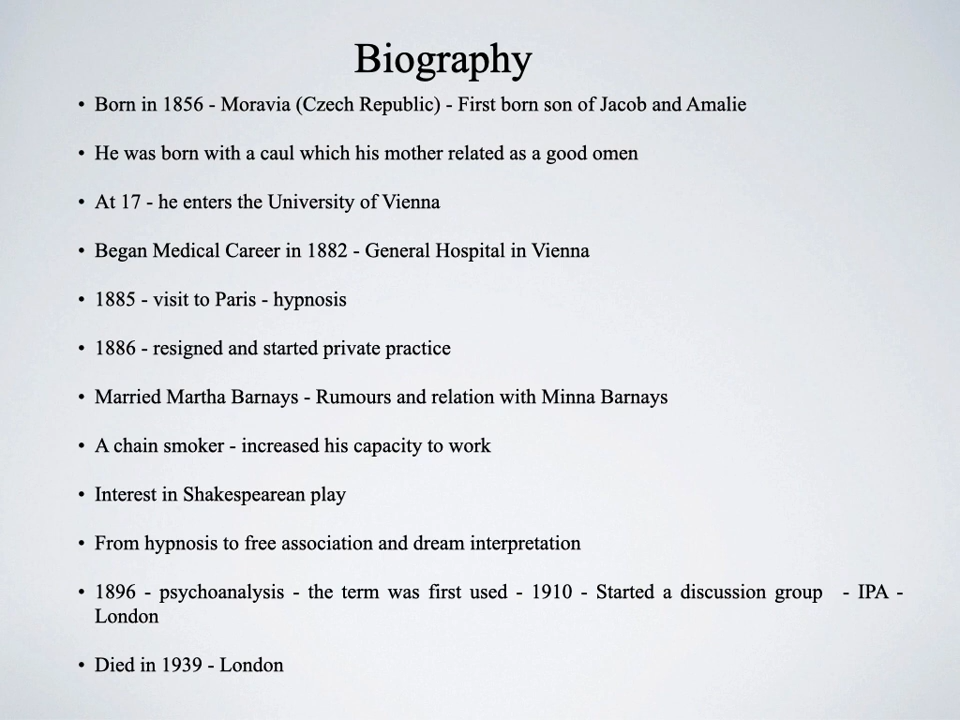 Biography
• Born in 1856 - Moravia (Czech Republic) - First born son of Jacob and Amalie
• He was born with a caul which his mother related as a good omen
• At 17 - he enters the University of Vienna
• Began Medical Career in 1882 - General Hospital in Vienna
• 1885 - visit to Paris - hypnosis
• 1886 - resigned and started private practice
• Married Martha Barnays - Rumours and relation with Minna Barnays
• A chain smoker - increased his capacity to work
• Interest in Shakespearean play
• From hypnosis to free association and dream interpretation
• 1896 - psychoanalysis - the term was first used - 1910 - Started a discussion group - IPA -
London
• Died in 1939 - London